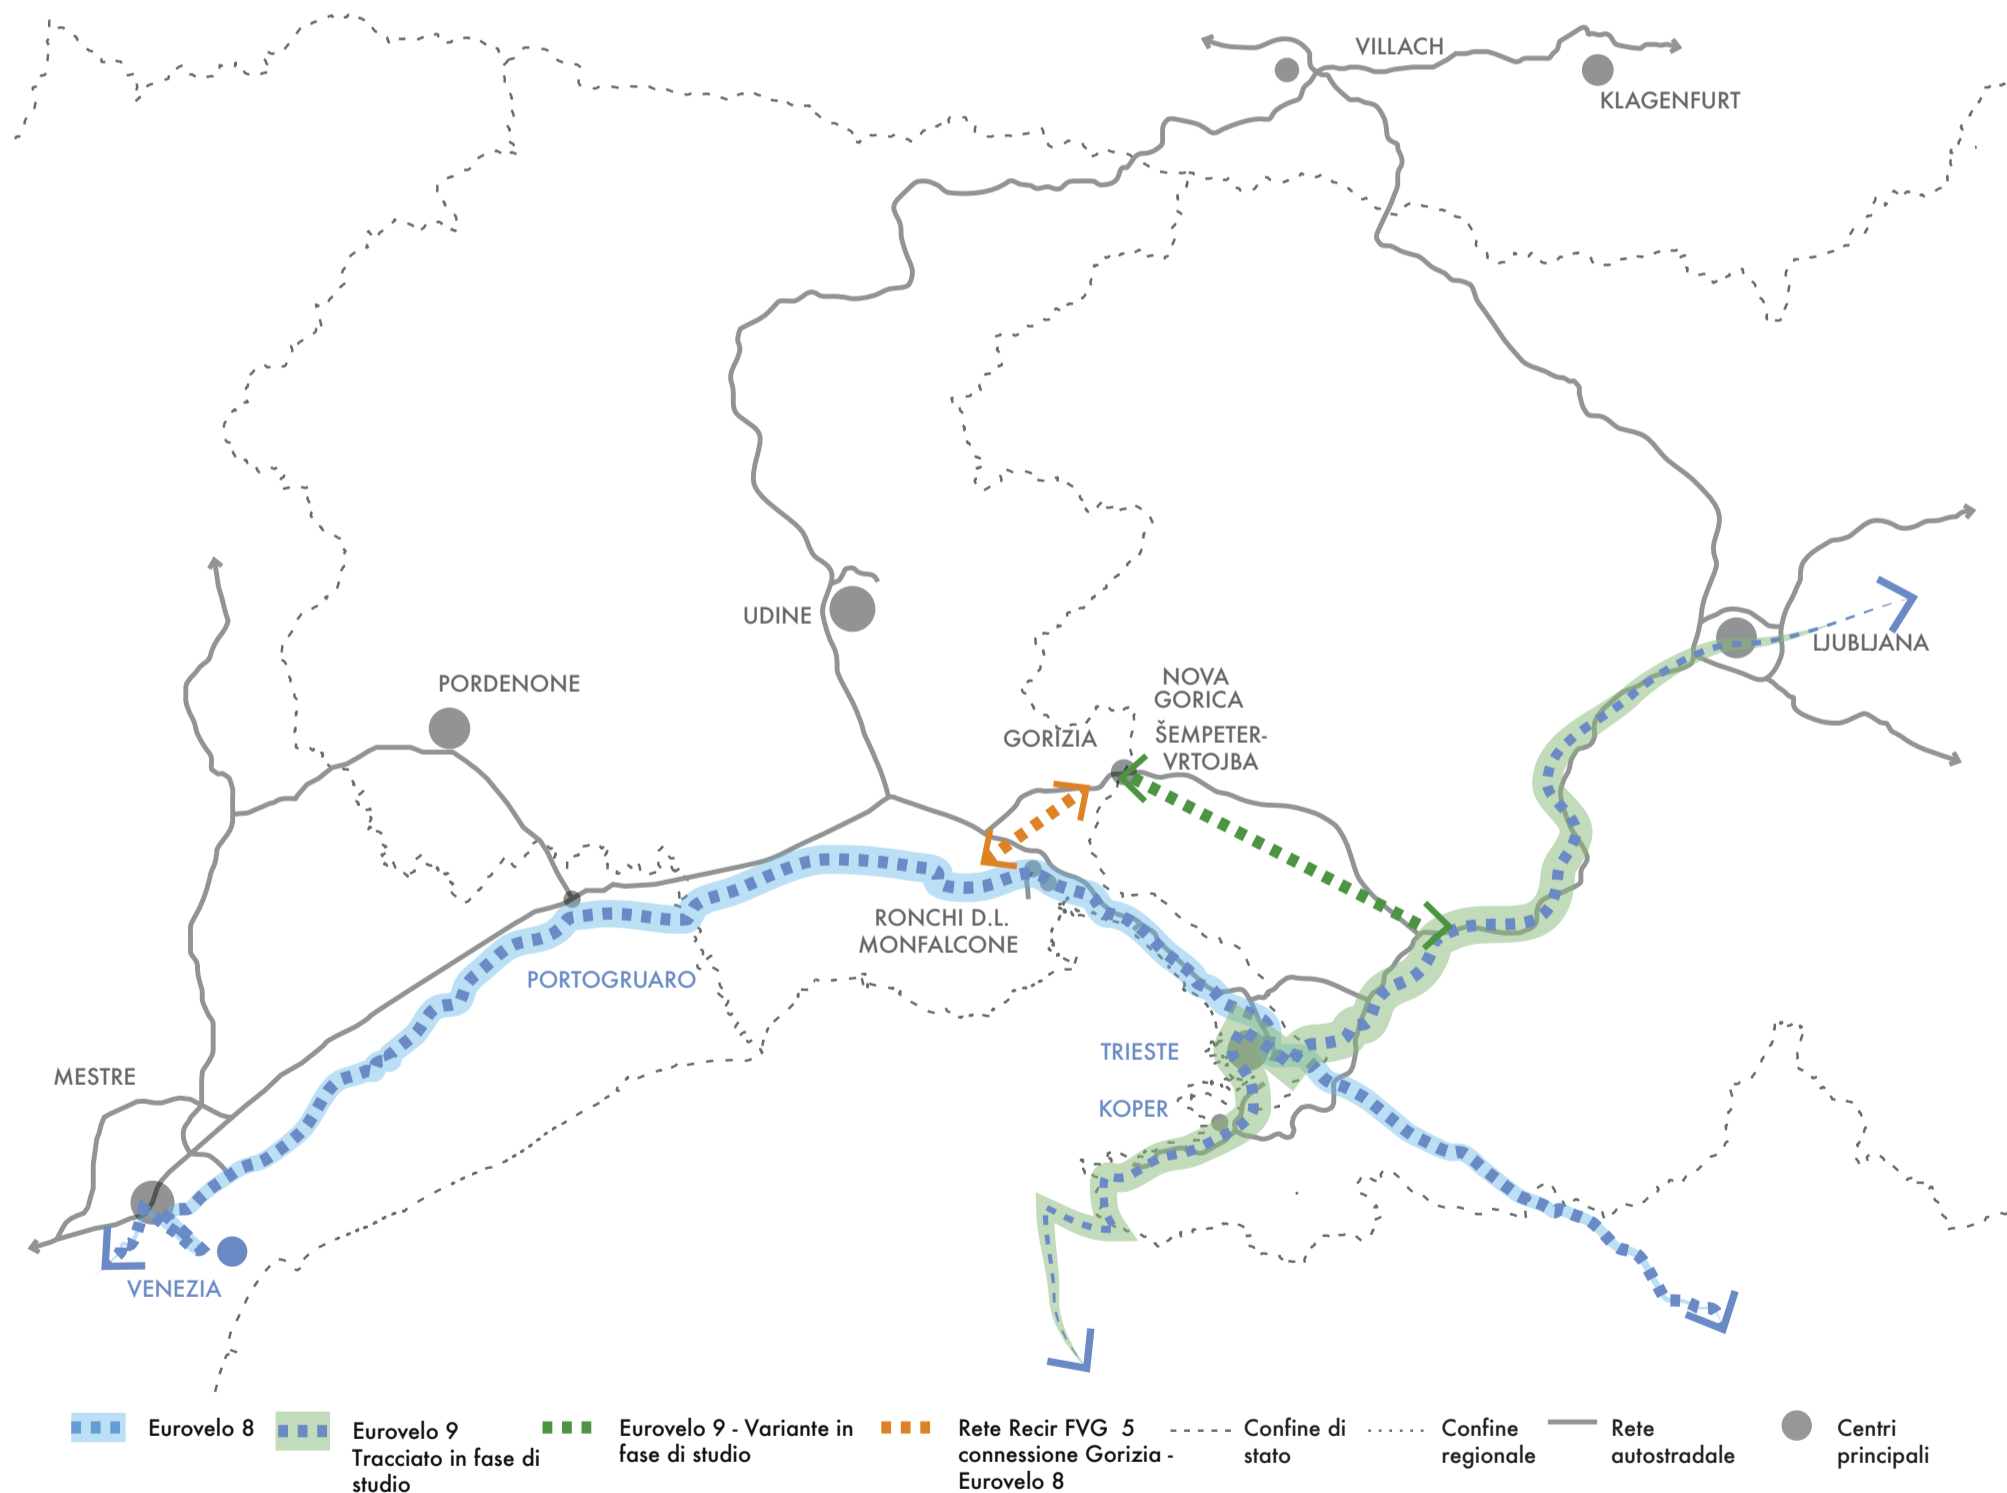 VILLACH
KLAGENFURT
UDINE
LJUBLJANA
PORDENONE
NOVA
GORICA
GORIZIA
ŠEMPETER-
VRTOJBA
RONCHI D.L.
MONFALCONE
PORTOGRUARO
TRIESTE
MESTRE
KOPER
VENEZIA
Eurovelo 8
Eurovelo 9
Tracciato in fase di
studio
Eurovelo 9 - Variante in
fase di studio
Rete Recir FVG 5
connessione Gorizia -
Eurovelo 8
Confine di
stato
Confine
regionale
Rete
autostradale
Centri
principali